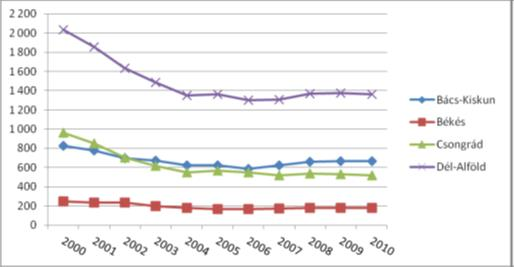 2 200
2 000
1 800
1 600
1 400
1 200
1 000
800
600
400
200
0
2000 2001 2002 2003 2004 2005 2006 2007 2008 2009 2010
Bács-Kiskun
Békés
Csongrád
Dél-Alföld